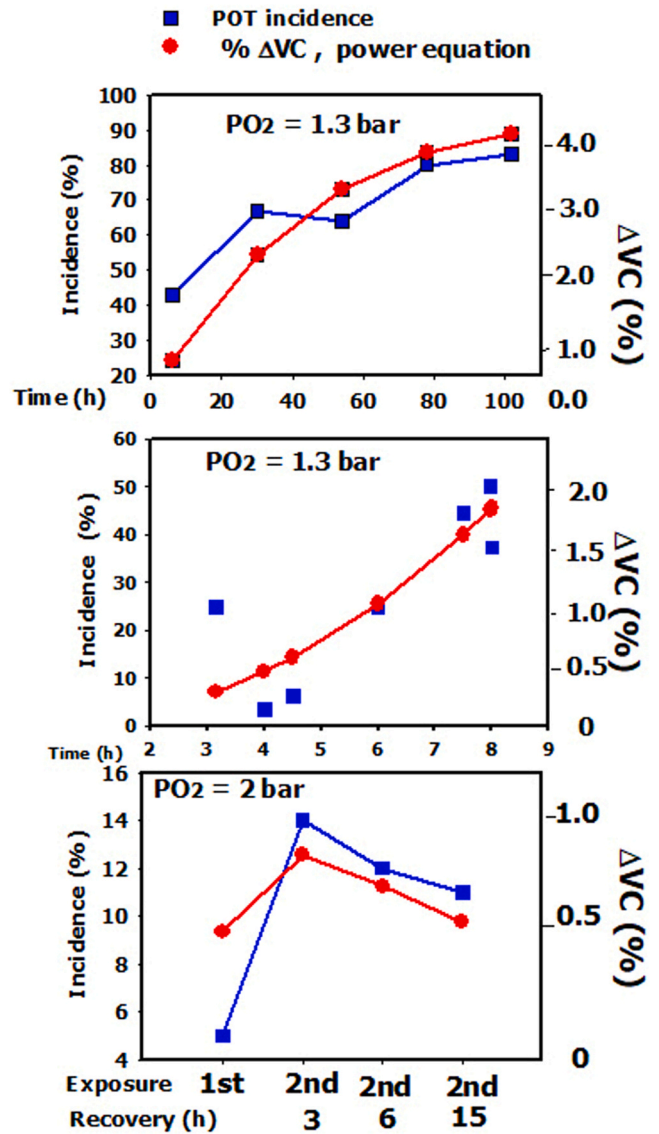 POT incidence
% ΔVC , power equation
PO2 = 1.3 bar
Incidence (%)
100
90
80
70
60
50
40
30
20
4.0
3.0
2.0
1.0
0.0
ΔVC (%)
Time (h) 0 20 40 60 80 100
PO2 = 1.3 bar
Incidence (%)
60
50
40
30
20
10
0
2.0
1.5
1.0
0.5
0
ΔVC (%)
Time (h)
2 3 4 5 6 7 8 9
PO2 = 2 bar
Incidence (%)
16
14
12
10
8
6
4
1.0
0.5
0
ΔVC (%)
Exposure 1st 2nd 2nd 2nd
Recovery (h) 3 6 15